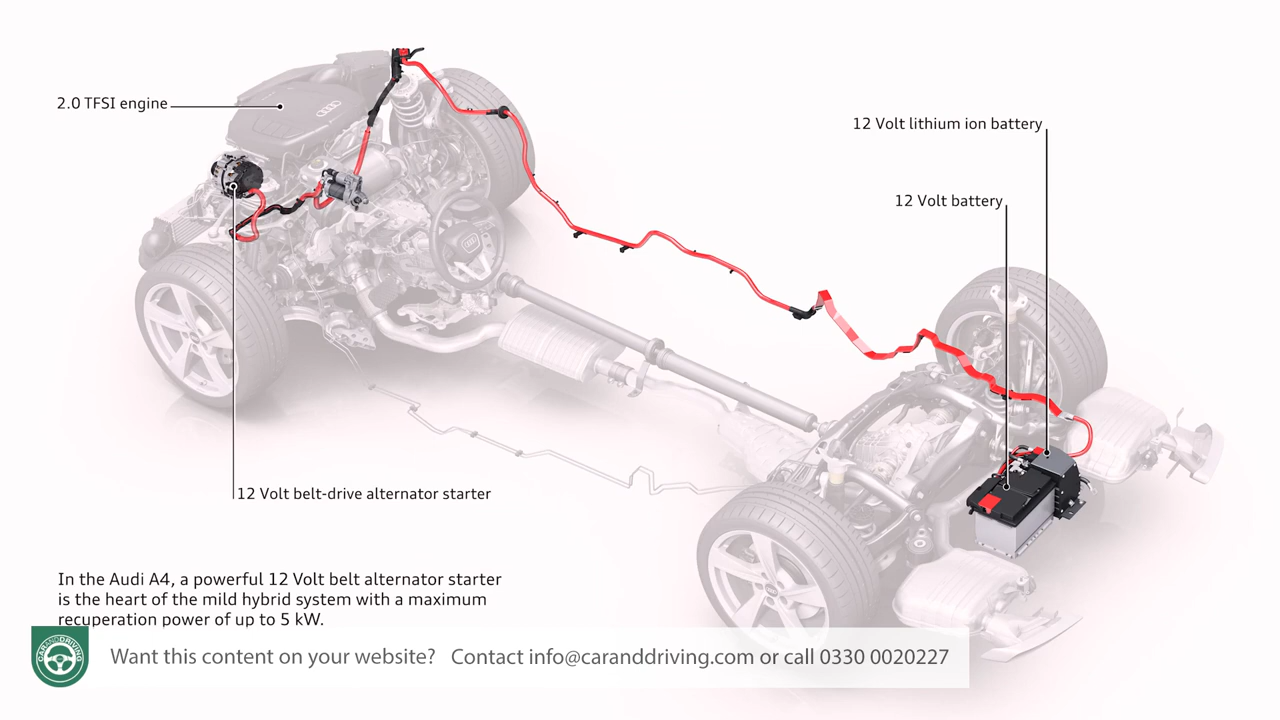 2.0 TFSI engine
12 Volt lithium ion battery
12 Volt battery
12 Volt belt-drive alternator starter
In the Audi A4, a powerful 12 Volt belt alternator starter
is the heart of the mild hybrid system with a maximum
recuperation power of up to 5 kW.
CARANDDRIVING
Want this content on your website? Contact info@caranddriving.com or call 0330 0020227